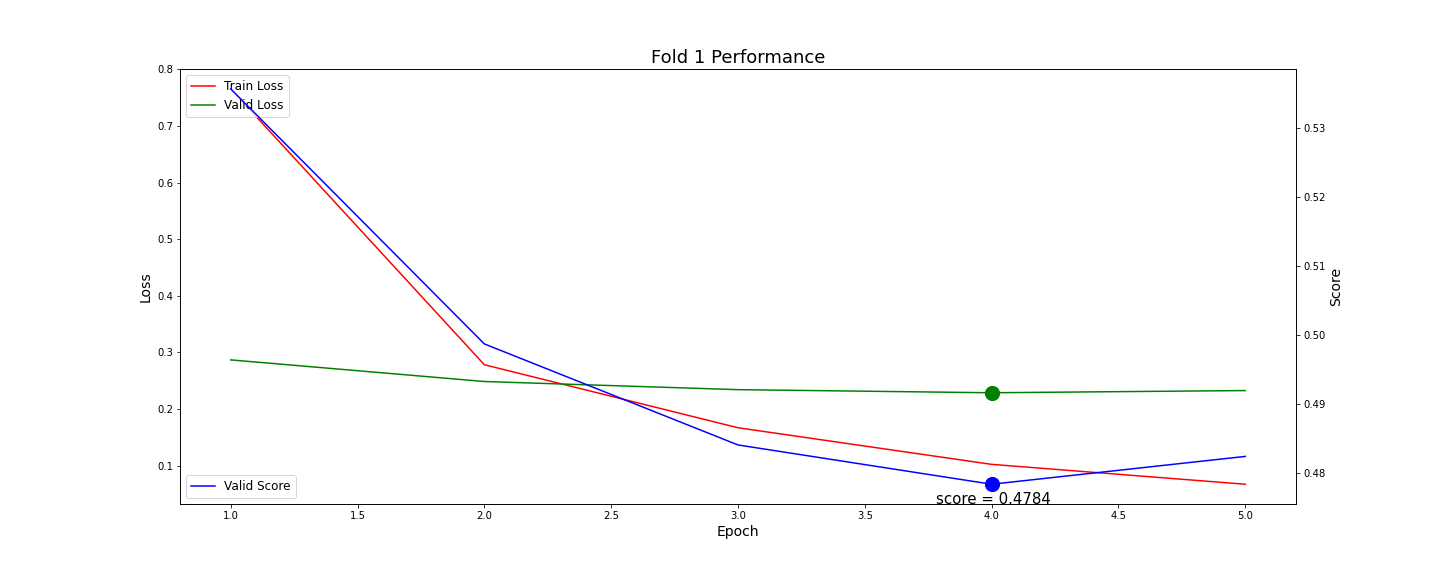 Fold 1 Performance
Train Loss
Valid Loss
Valid Score
score = 0.4784
Loss
0.8
0.7
0.6
0.5
0.4
0.3
0.2
0.1
Score
0.53
0.52
0.51
0.50
0.49
0.48
1.0 1.5 2.0 2.5 3.0 3.5 4.0 4.5 5.0
Epoch